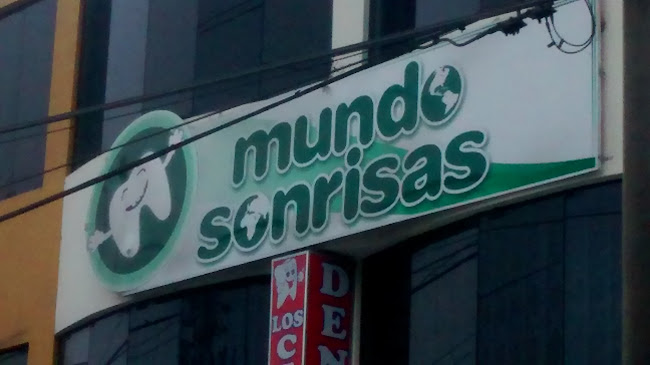 mundo
sonrisas
LOS
DEN